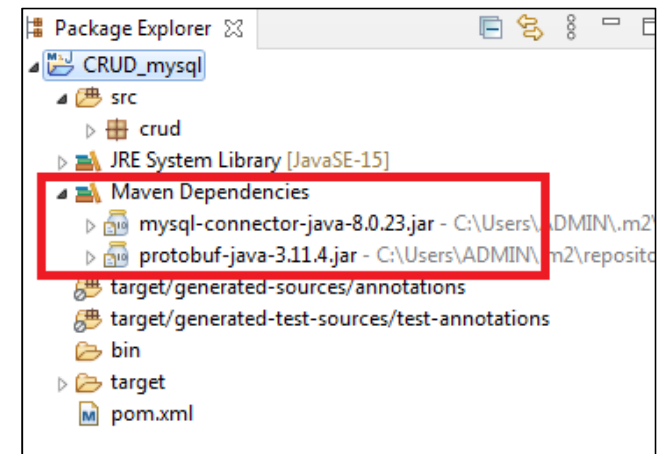 Package Explorer
CRUD_mysql
src
crud
JRE System Library [JavaSE-15]
Maven Dependencies
mysql-connector-java-8.0.23.jar - C:\Users\ADMIN\.m2\
protobuf-java-3.11.4.jar - C:\Users\ADMIN\.m2\reposito
target/generated-sources/annotations
target/generated-test-sources/test-annotations
bin
target
pom.xml